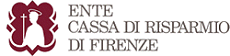 ENTE
CASSA DI RISPARMIO
DI FIRENZE